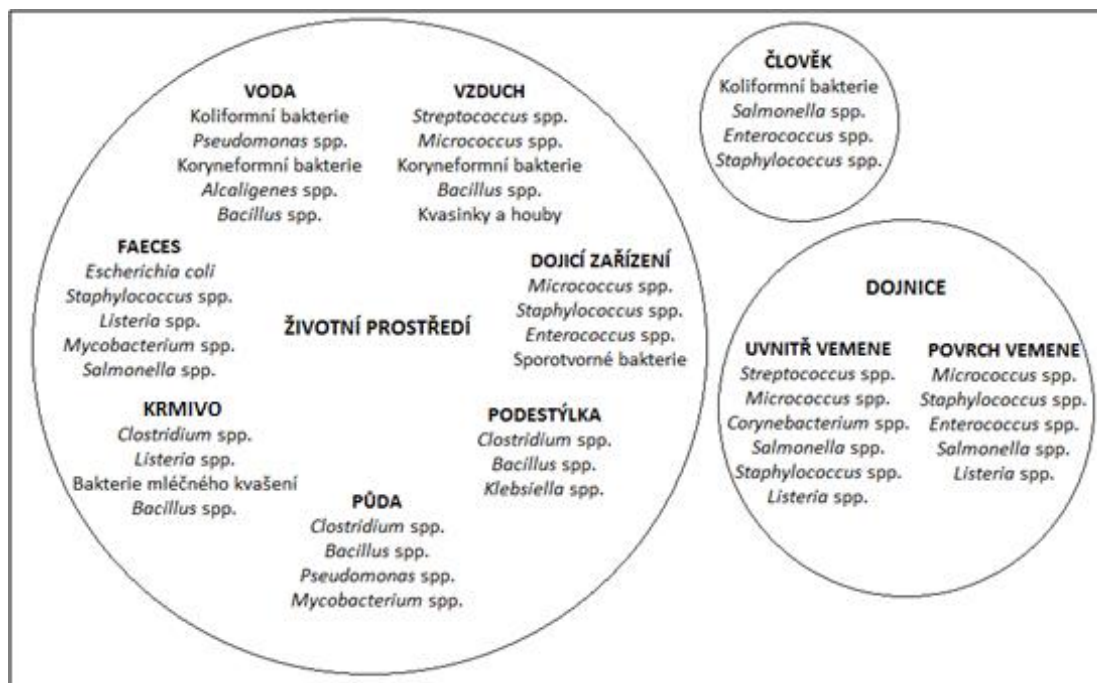 VODA
Koliformní bakterie
Pseudomonas spp.
Koryneformní bakterie
Alcaligenes spp.
Bacillus spp.
VZDUCH
Streptococcus spp.
Micrococcus spp.
Koryneformní bakterie
Bacillus spp.
Kvasinky a houby
FAECES
Escherichia coli
Staphylococcus spp.
Listeria spp.
Mycobacterium spp.
Salmonella spp.
ŽIVOTNÍ PROSTŘEDÍ
DOJICÍ ZAŘÍZENÍ
Micrococcus spp.
Staphylococcus spp.
Enterococcus spp.
Sporotvorné bakterie
KRMIVO
Clostridium spp.
Listeria spp.
Bakterie mléčného kvašení
Bacillus spp.
PŮDA
Clostridium spp.
Bacillus spp.
Pseudomonas spp.
Mycobacterium spp.
PODESTÝLKA
Clostridium spp.
Bacillus spp.
Klebsiella spp.
ČLOVĚK
Koliformní bakterie
Salmonella spp.
Enterococcus spp.
Staphylococcus spp.
DOJNICE
UVNITŘ VEMENE
Streptococcus spp.
Micrococcus spp.
Corynebacterium spp.
Salmonella spp.
Staphylococcus spp.
Listeria spp.
POVRCH VEMENE
Micrococcus spp.
Staphylococcus spp.
Enterococcus spp.
Salmonella spp.
Listeria spp.